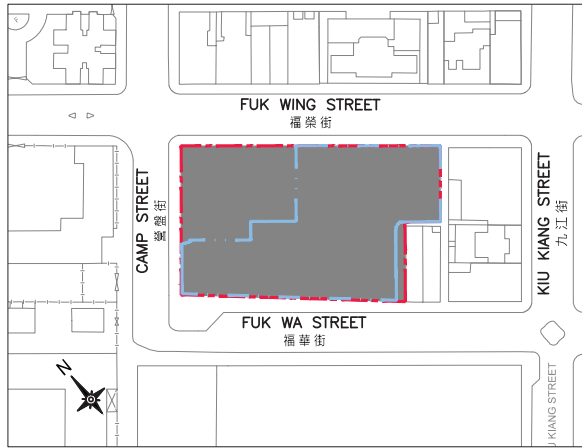 FUK WING STREET
福榮街
CAMP STREET
營盤街
KIU KIANG STREET
九江街
FUK WA STREET
福華街
N
IU KIANG STREET